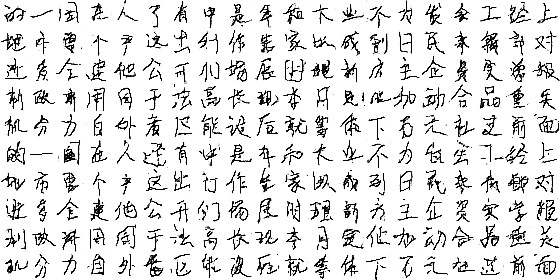 的一国在人了有中是年和大业不为发会工经上
地市要个产这出行作生家以成到日民来我部对
进多全建他公开们场展时理新方主企资实学报
制政济用同于法高长现本月定化加动合品重关
机分力自外者区能设后就等体下万元社过前面
的一国在人了有中是年和大业不为发会工经上
地市要个产这出行作生家以成到日民来我部对
进多全建他公开们场展时理新方主企资实学报
制政济用同于法高长现本月定化加动合品重关
机分力自外者区能设后就等体下万元社过前面